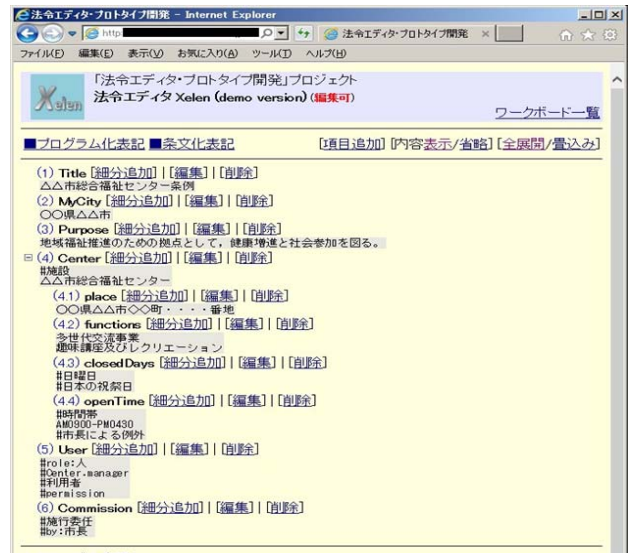 法令エディタ・プロトタイプ開発 - Internet Explorer
http
法令エディタ・プロトタイプ開発
ファイル(F) 編集(E) 表示(V) お気に入り(A) ツール(T) ヘルプ(H)
Xelen
「法令エディタ・プロトタイプ開発」プロジェクト
法令エディタ Xelen (demo version) (編集可)
ワークボード一覧
■プログラム化表記 ■条文化表記 [項目追加] [内容表示/省略] [全展開/畳込み]
(1) Title [細分追加] | [編集] | [削除]
△△市総合福祉センター条例
(2) MyCity [細分追加] | [編集] | [削除]
○○県△△市
(3) Purpose [細分追加] | [編集] | [削除]
地域福祉推進のための拠点として，健康増進と社会参加を図る。
(4) Center [細分追加] | [編集] | [削除]
#施設
△△市総合福祉センター
(4.1) place [細分追加] | [編集] | [削除]
○○県△△市◇◇町・・・・番地
(4.2) functions [細分追加] | [編集] | [削除]
多世代交流事業
趣味講座及びレクリエーション
(4.3) closedDays [細分追加] | [編集] | [削除]
#日曜日
#日本の祝祭日
(4.4) openTime [細分追加] | [編集] | [削除]
#時間帯
AM0900-PM0430
#市長による例外
(5) User [細分追加] | [編集] | [削除]
#role:人
#Center.manager
#利用者
#permission
(6) Commission [細分追加] | [編集] | [削除]
#施行委任
#by:市長